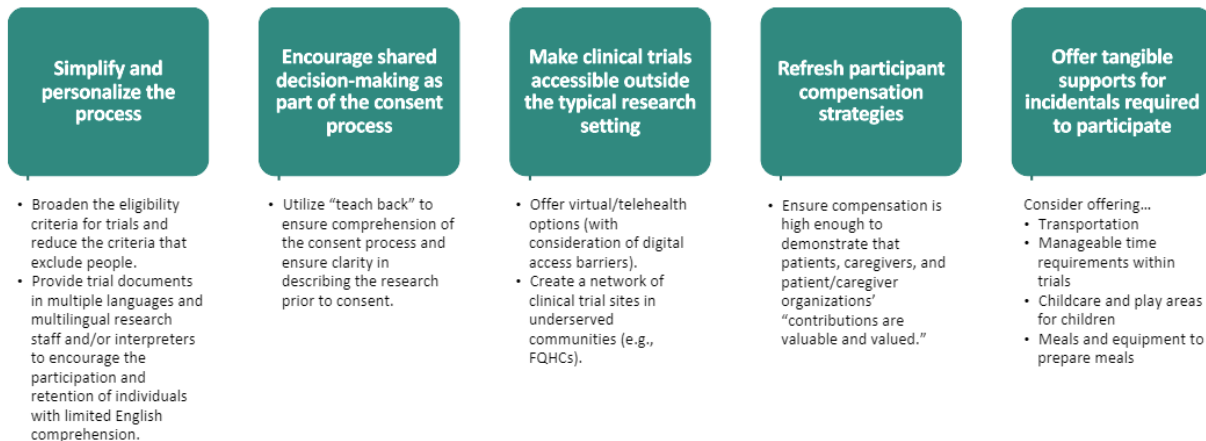 Simplify and
personalize the
process
• Broaden the eligibility
criteria for trials and
reduce the criteria that
exclude people.
• Provide trial documents
in multiple languages and
multilingual research
staff and/or interpreters
to encourage the
participation and
retention of individuals
with limited English
comprehension.
Encourage shared
decision-making as
part of the consent
process
• Utilize “teach back” to
ensure comprehension of
the consent process and
ensure clarity in
describing the research
prior to consent.
Make clinical trials
accessible outside
the typical research
setting
• Offer virtual/telehealth
options (with
consideration of digital
access barriers).
• Create a network of
clinical trial sites in
underserved
communities (e.g.,
FQHCs).
Refresh participant
compensation
strategies
• Ensure compensation is
high enough to
demonstrate that
patients, caregivers, and
patient/caregiver
organizations’
“contributions are
valuable and valued.”
Offer tangible
supports for
incidentals required
to participate
Consider offering...
• Transportation
• Manageable time
requirements within
trials
• Childcare and play areas
for children
• Meals and equipment to
prepare meals